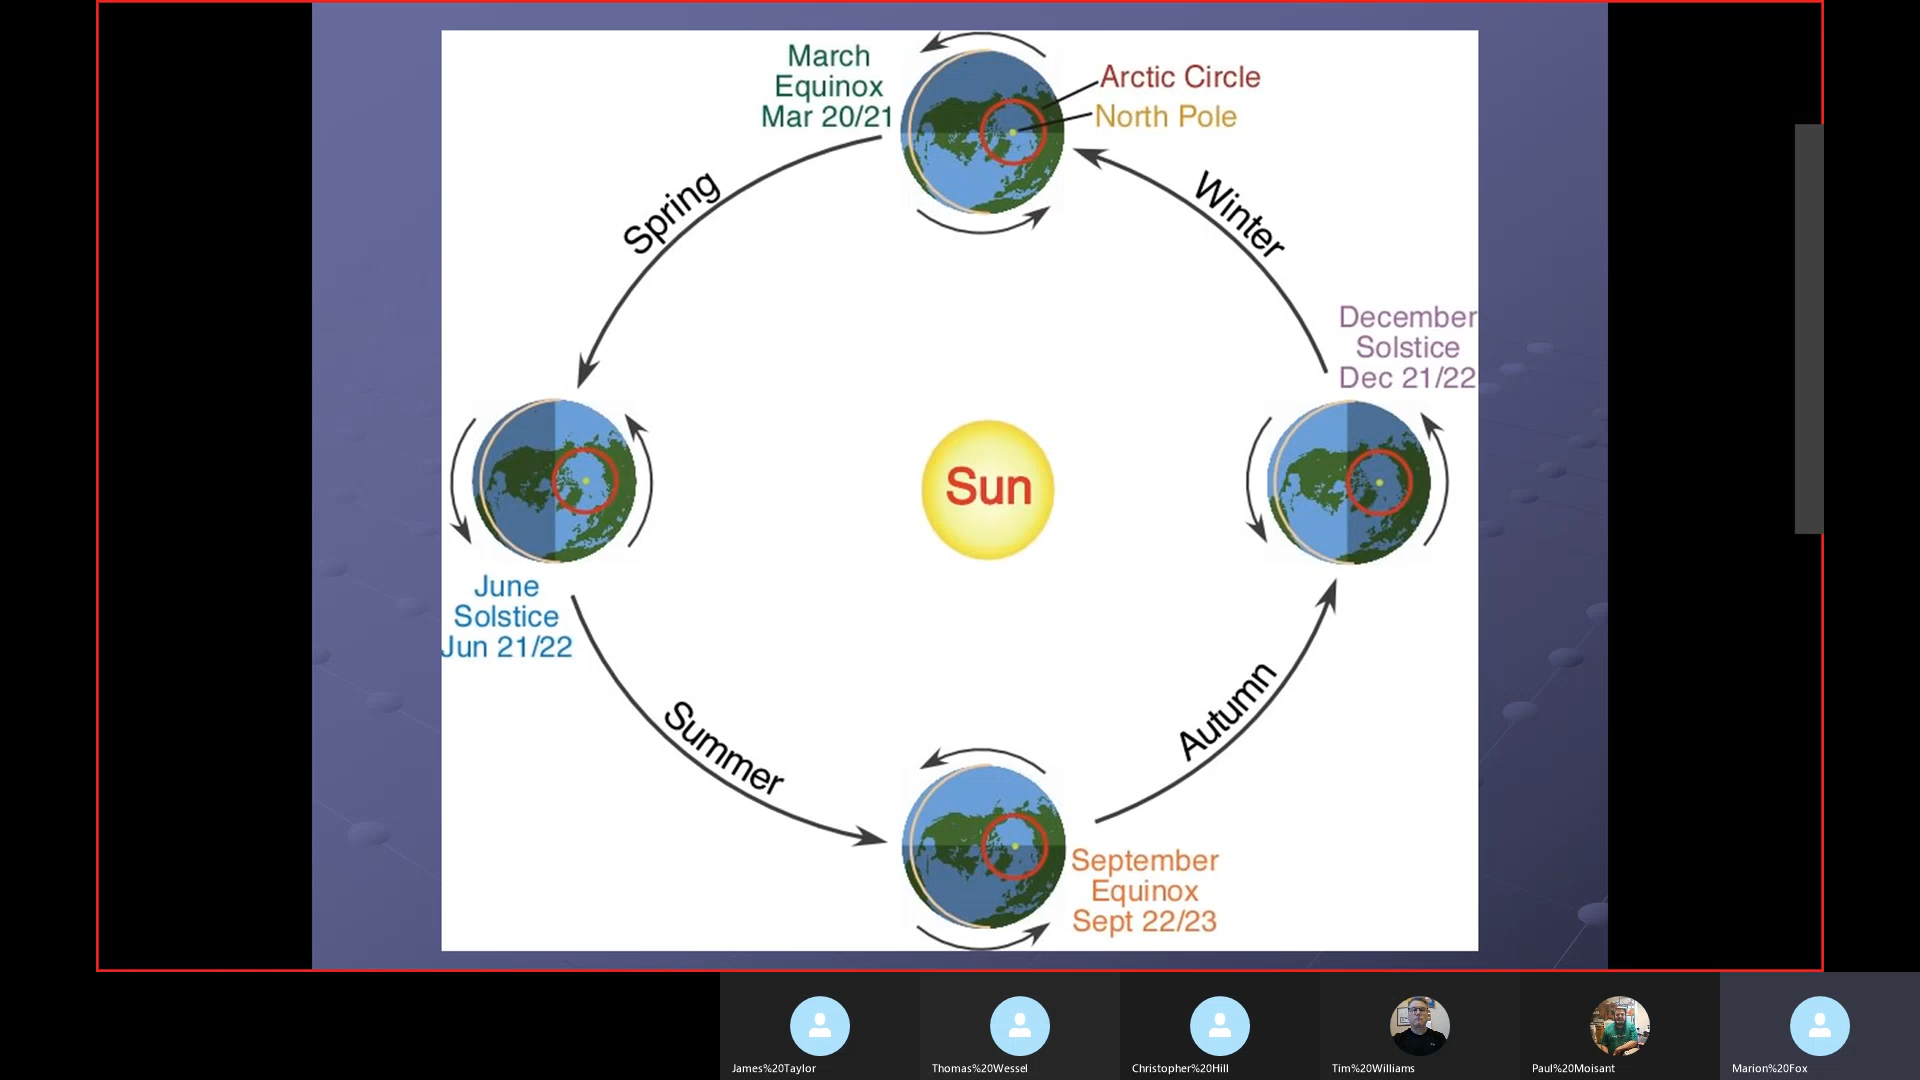 March
Equinox
Mar 20/21
Arctic Circle
North Pole
Spring
Winter
December
Solstice
Dec 21/22
Sun
June
Solstice
Jun 21/22
Summer
Autumn
September
Equinox
Sept 22/23
James%20Taylor
Thomas%20Wessel
Christopher%20Hill
Tim%20Williams
Paul%20Moisant
Marion%20Fox